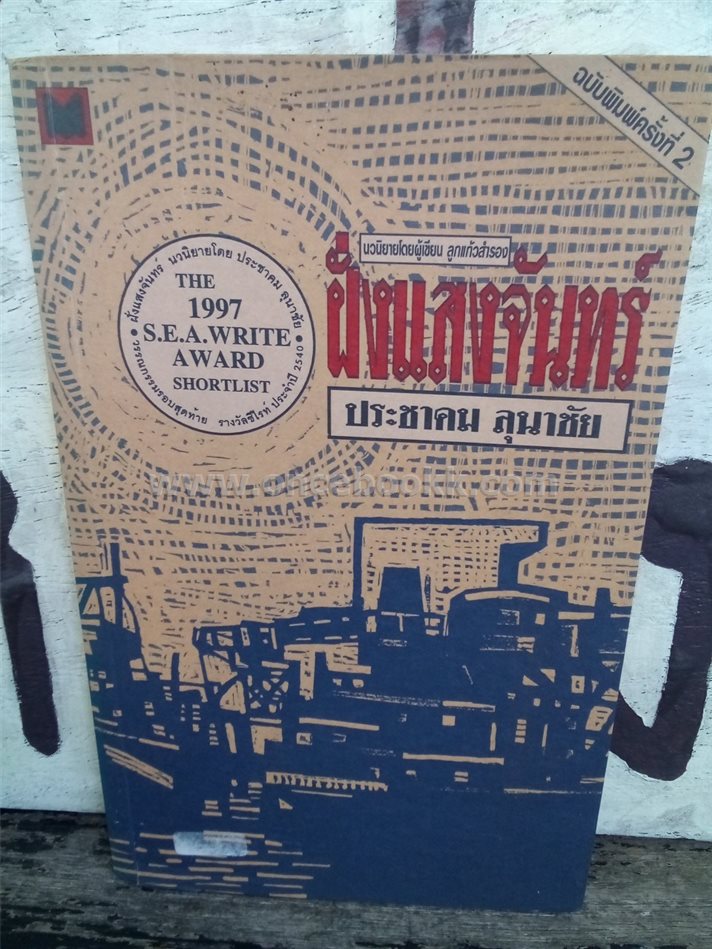 ฉบับพิมพ์ครั้งที่ 2
นวนิยายโดยผู้เขียน ลูกแก้วสำรอง
ฝั่งแสงจันทร์
ประชาคม ลุนาชัย
ฝั่งแสงจันทร์ นวนิยายโดย ประชาคม ลุนาชัย
THE
1997
S.E.A.WRITE
AWARD
SHORTLIST
วรรณกรรมรอบสุดท้าย รางวัลซีไรท์ ประจำปี 2540
www.ohcebookk.com